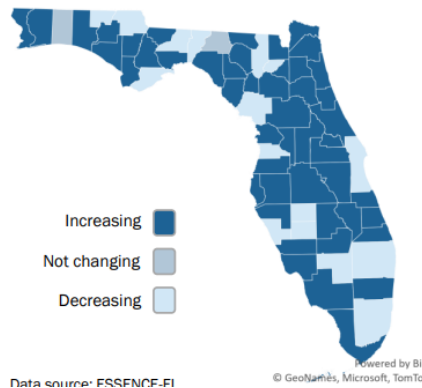 Increasing
Not changing
Decreasing
Powered by Bi
© GeoNames, Microsoft, TomTo
Data source: ESSENCE-FL